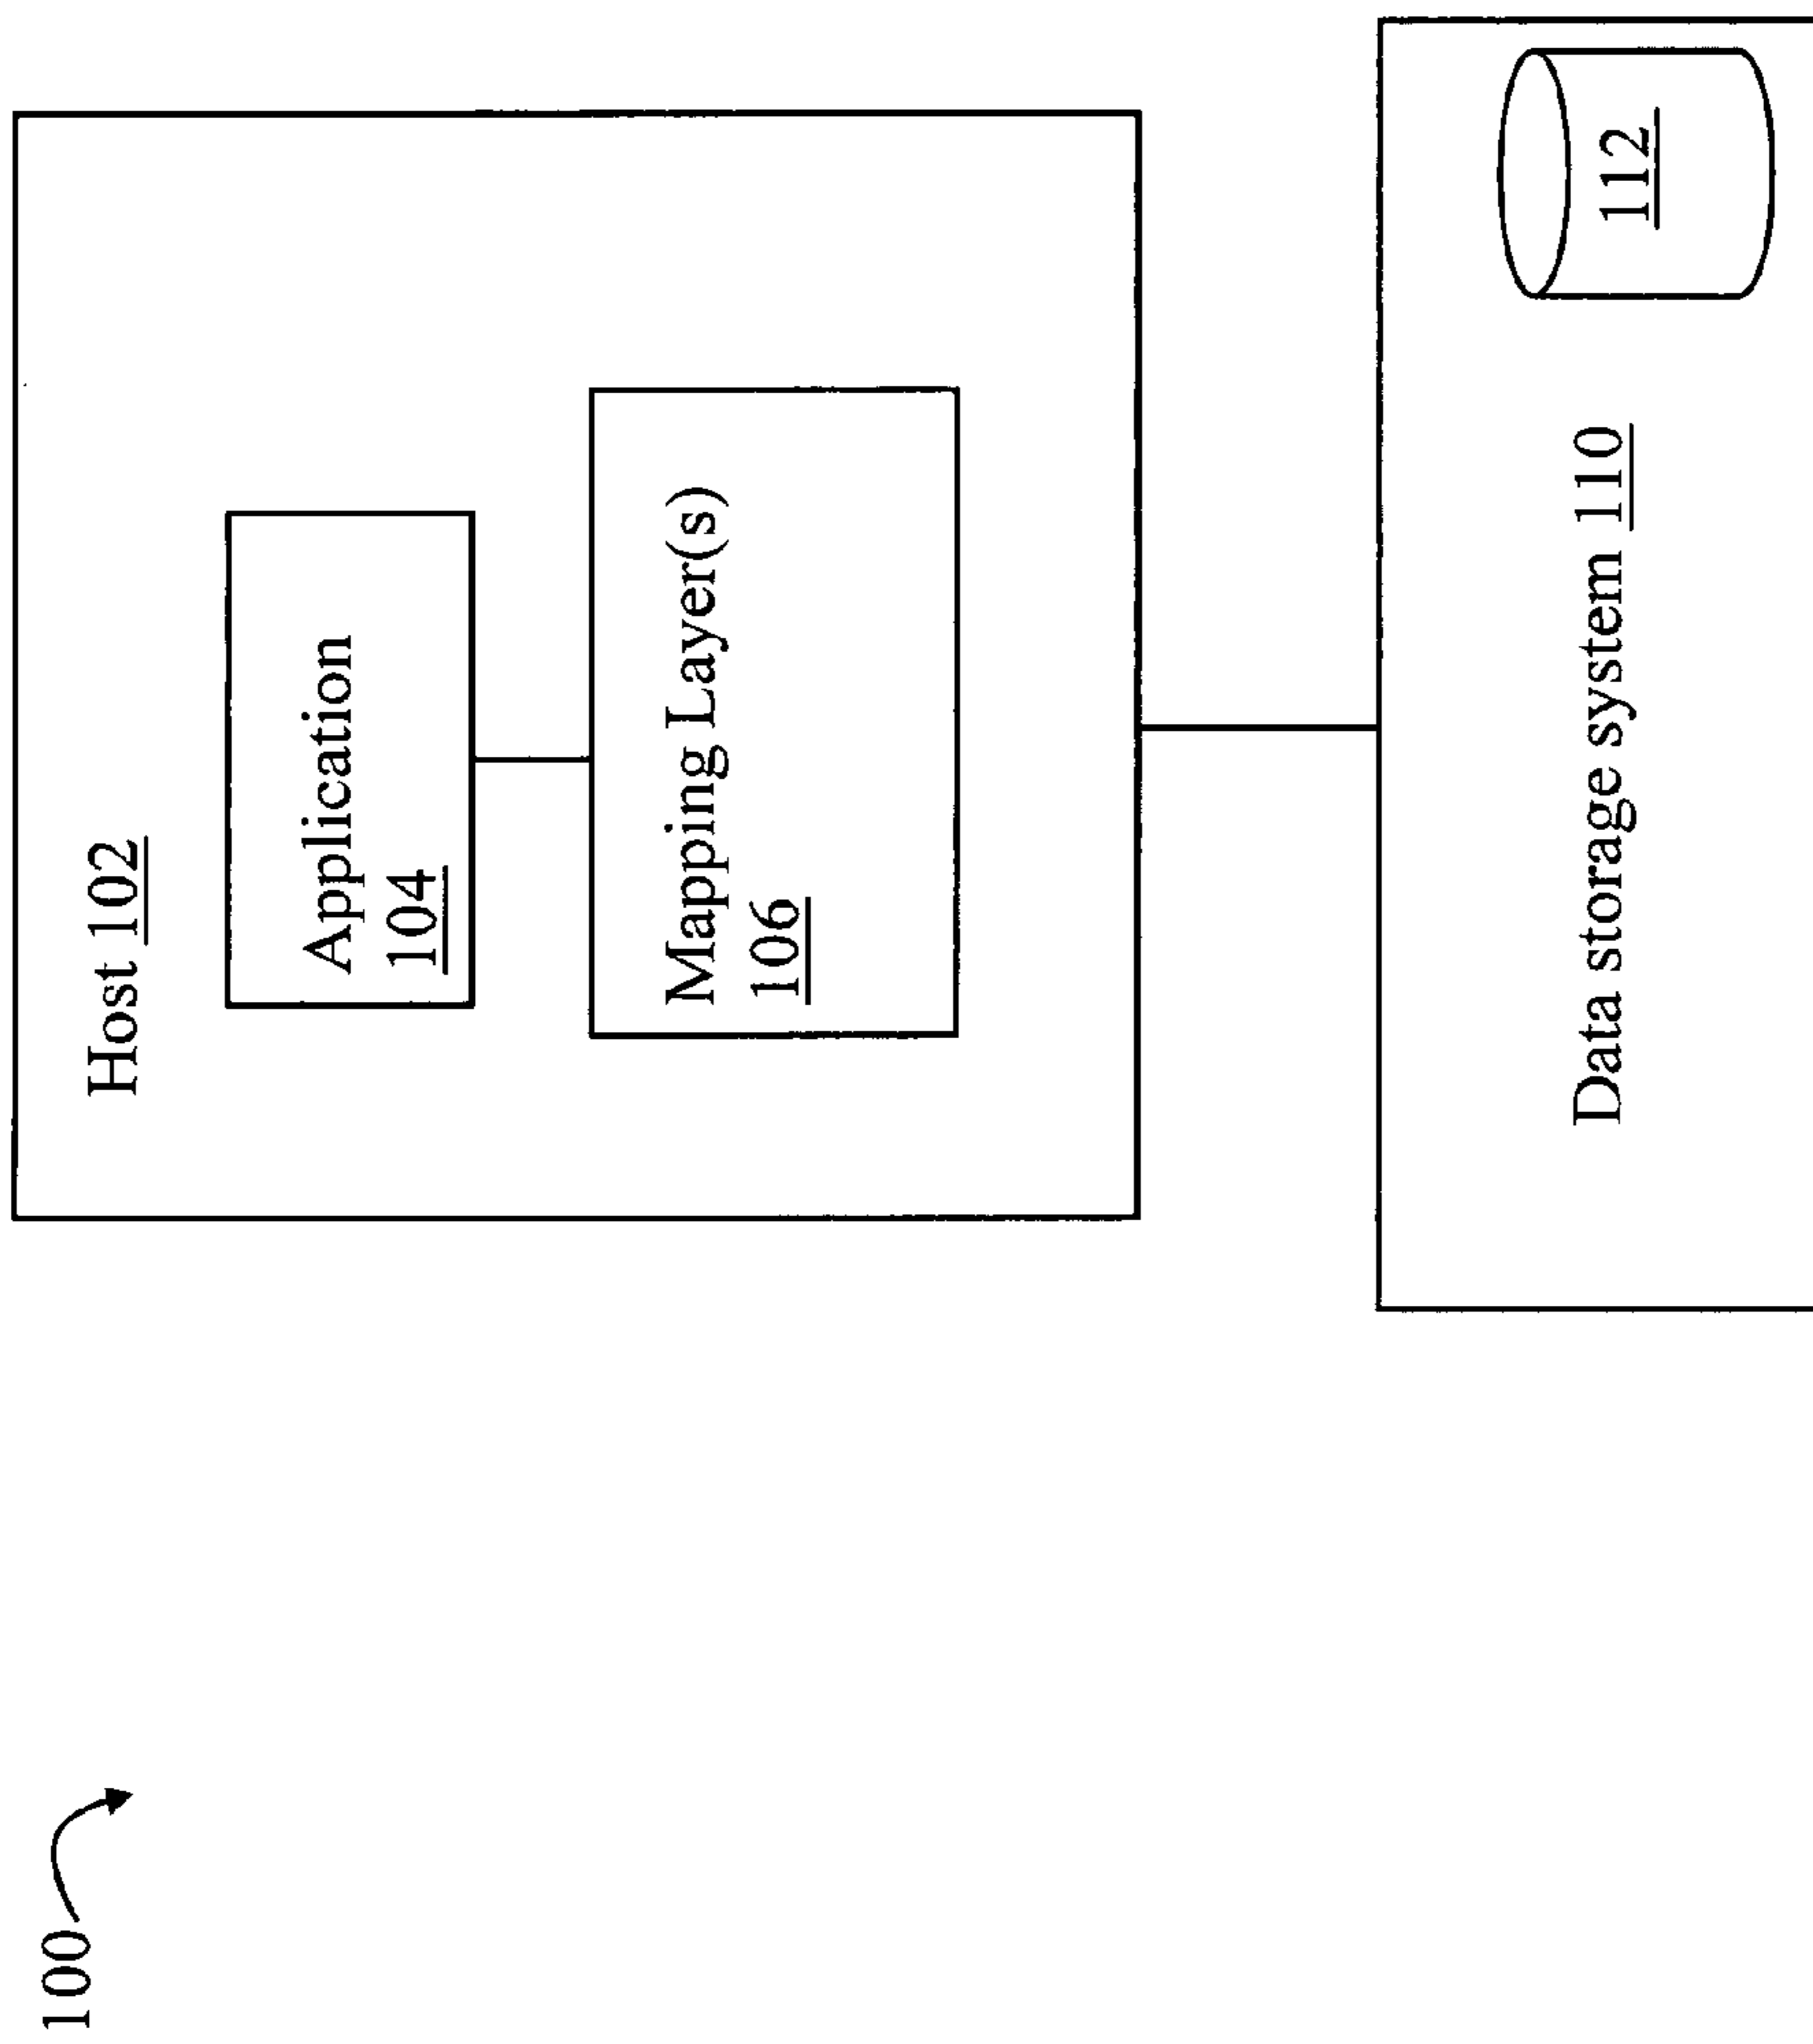 100
Host 102
Application
104
Mapping Layer(s)
106
Data storage system 110
112